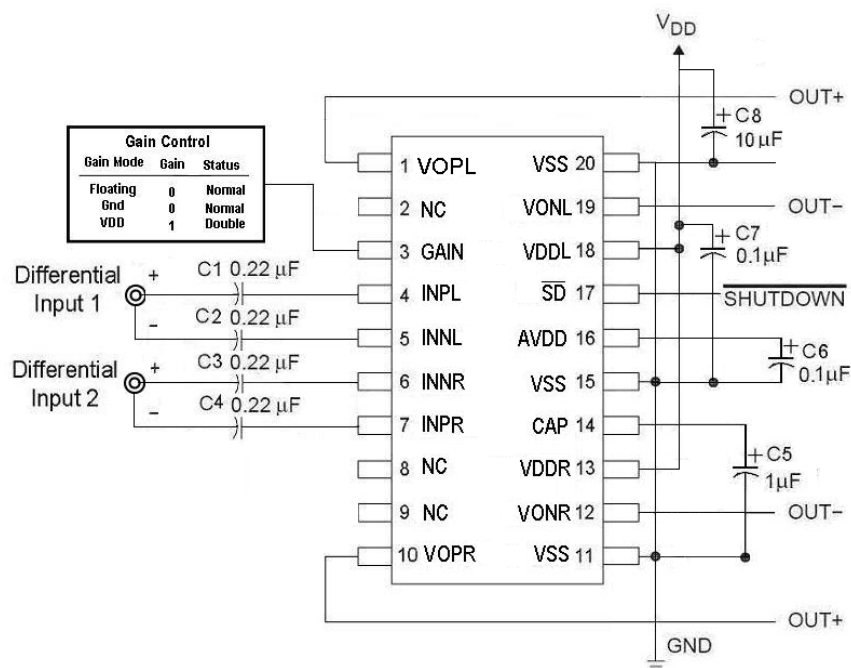 VDD
OUT+
+ C8
10 µF
Gain Control
Gain Mode Gain Status
Floating 0 Normal
Gnd 0 Normal
VDD 1 Double
1 VOPL
VSS 20
2 NC
VONL 19
OUT−
3 GAIN
VDDL 18
+ C7
0.1µF
Differential
Input 1
+
−
C1 0.22 µF
4 INPL
SD 17
SHUTDOWN
C2 0.22 µF
5 INNL
AVDD 16
+ C6
0.1µF
Differential
Input 2
+
−
C3 0.22 µF
6 INNR
VSS 15
C4 0.22 µF
7 INPR
CAP 14
+ C5
1µF
8 NC
VDDR 13
9 NC
VONR 12
OUT−
10 VOPR
VSS 11
OUT+
GND